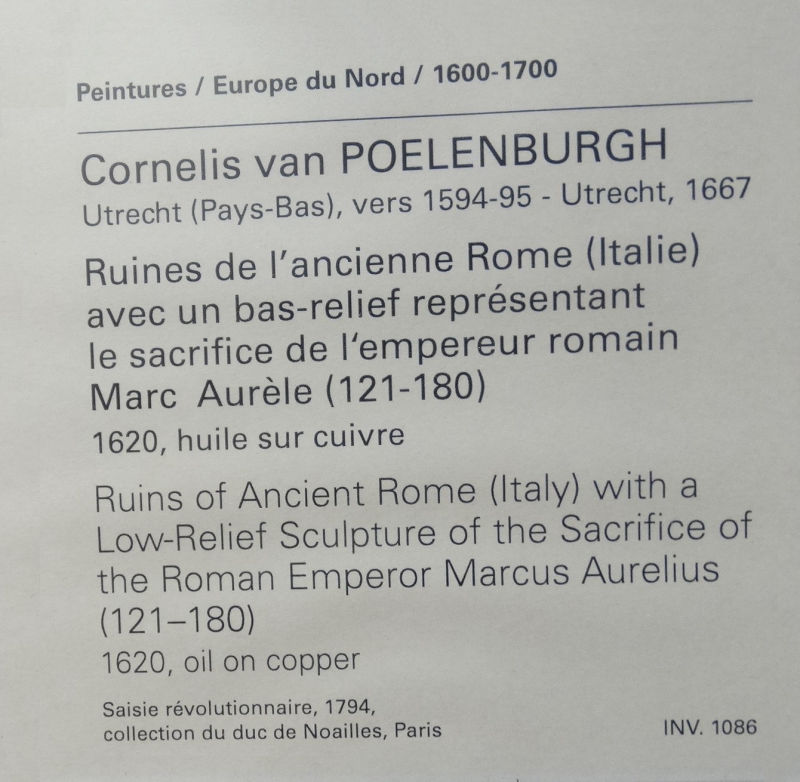 Peintures / Europe du Nord / 1600-1700
Cornelis van POELENBURGH
Utrecht (Pays-Bas), vers 1594-95 - Utrecht, 1667
Ruines de l'ancienne Rome (Italie)
avec un bas-relief représentant
le sacrifice de l'empereur romain
Marc Aurèle (121-180)
1620, huile sur cuivre
Ruins of Ancient Rome (Italy) with a
Low-Relief Sculpture of the Sacrifice of
the Roman Emperor Marcus Aurelius
(121–180)
1620, oil on copper
Saisie révolutionnaire, 1794,
collection du duc de Noailles, Paris
INV. 1086